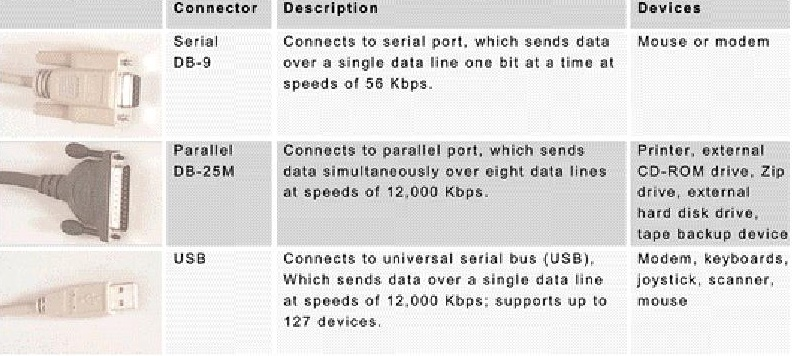 Connector Description Devices
Serial
DB-9
Connects to serial port, which sends data
over a single data line one bit at a time at
speeds of 56 Kbps.
Mouse or modem
Parallel
DB-25M
Connects to parallel port, which sends
data simultaneously over eight data lines
at speeds of 12,000 Kbps.
Printer, external
CD-ROM drive, Zip
drive, external
hard disk drive,
tape backup device
USB
Connects to universal serial bus (USB),
Which sends data over a single data line
at speeds of 12,000 Kbps; supports up to
127 devices.
Modem, keyboards,
joystick, scanner,
mouse